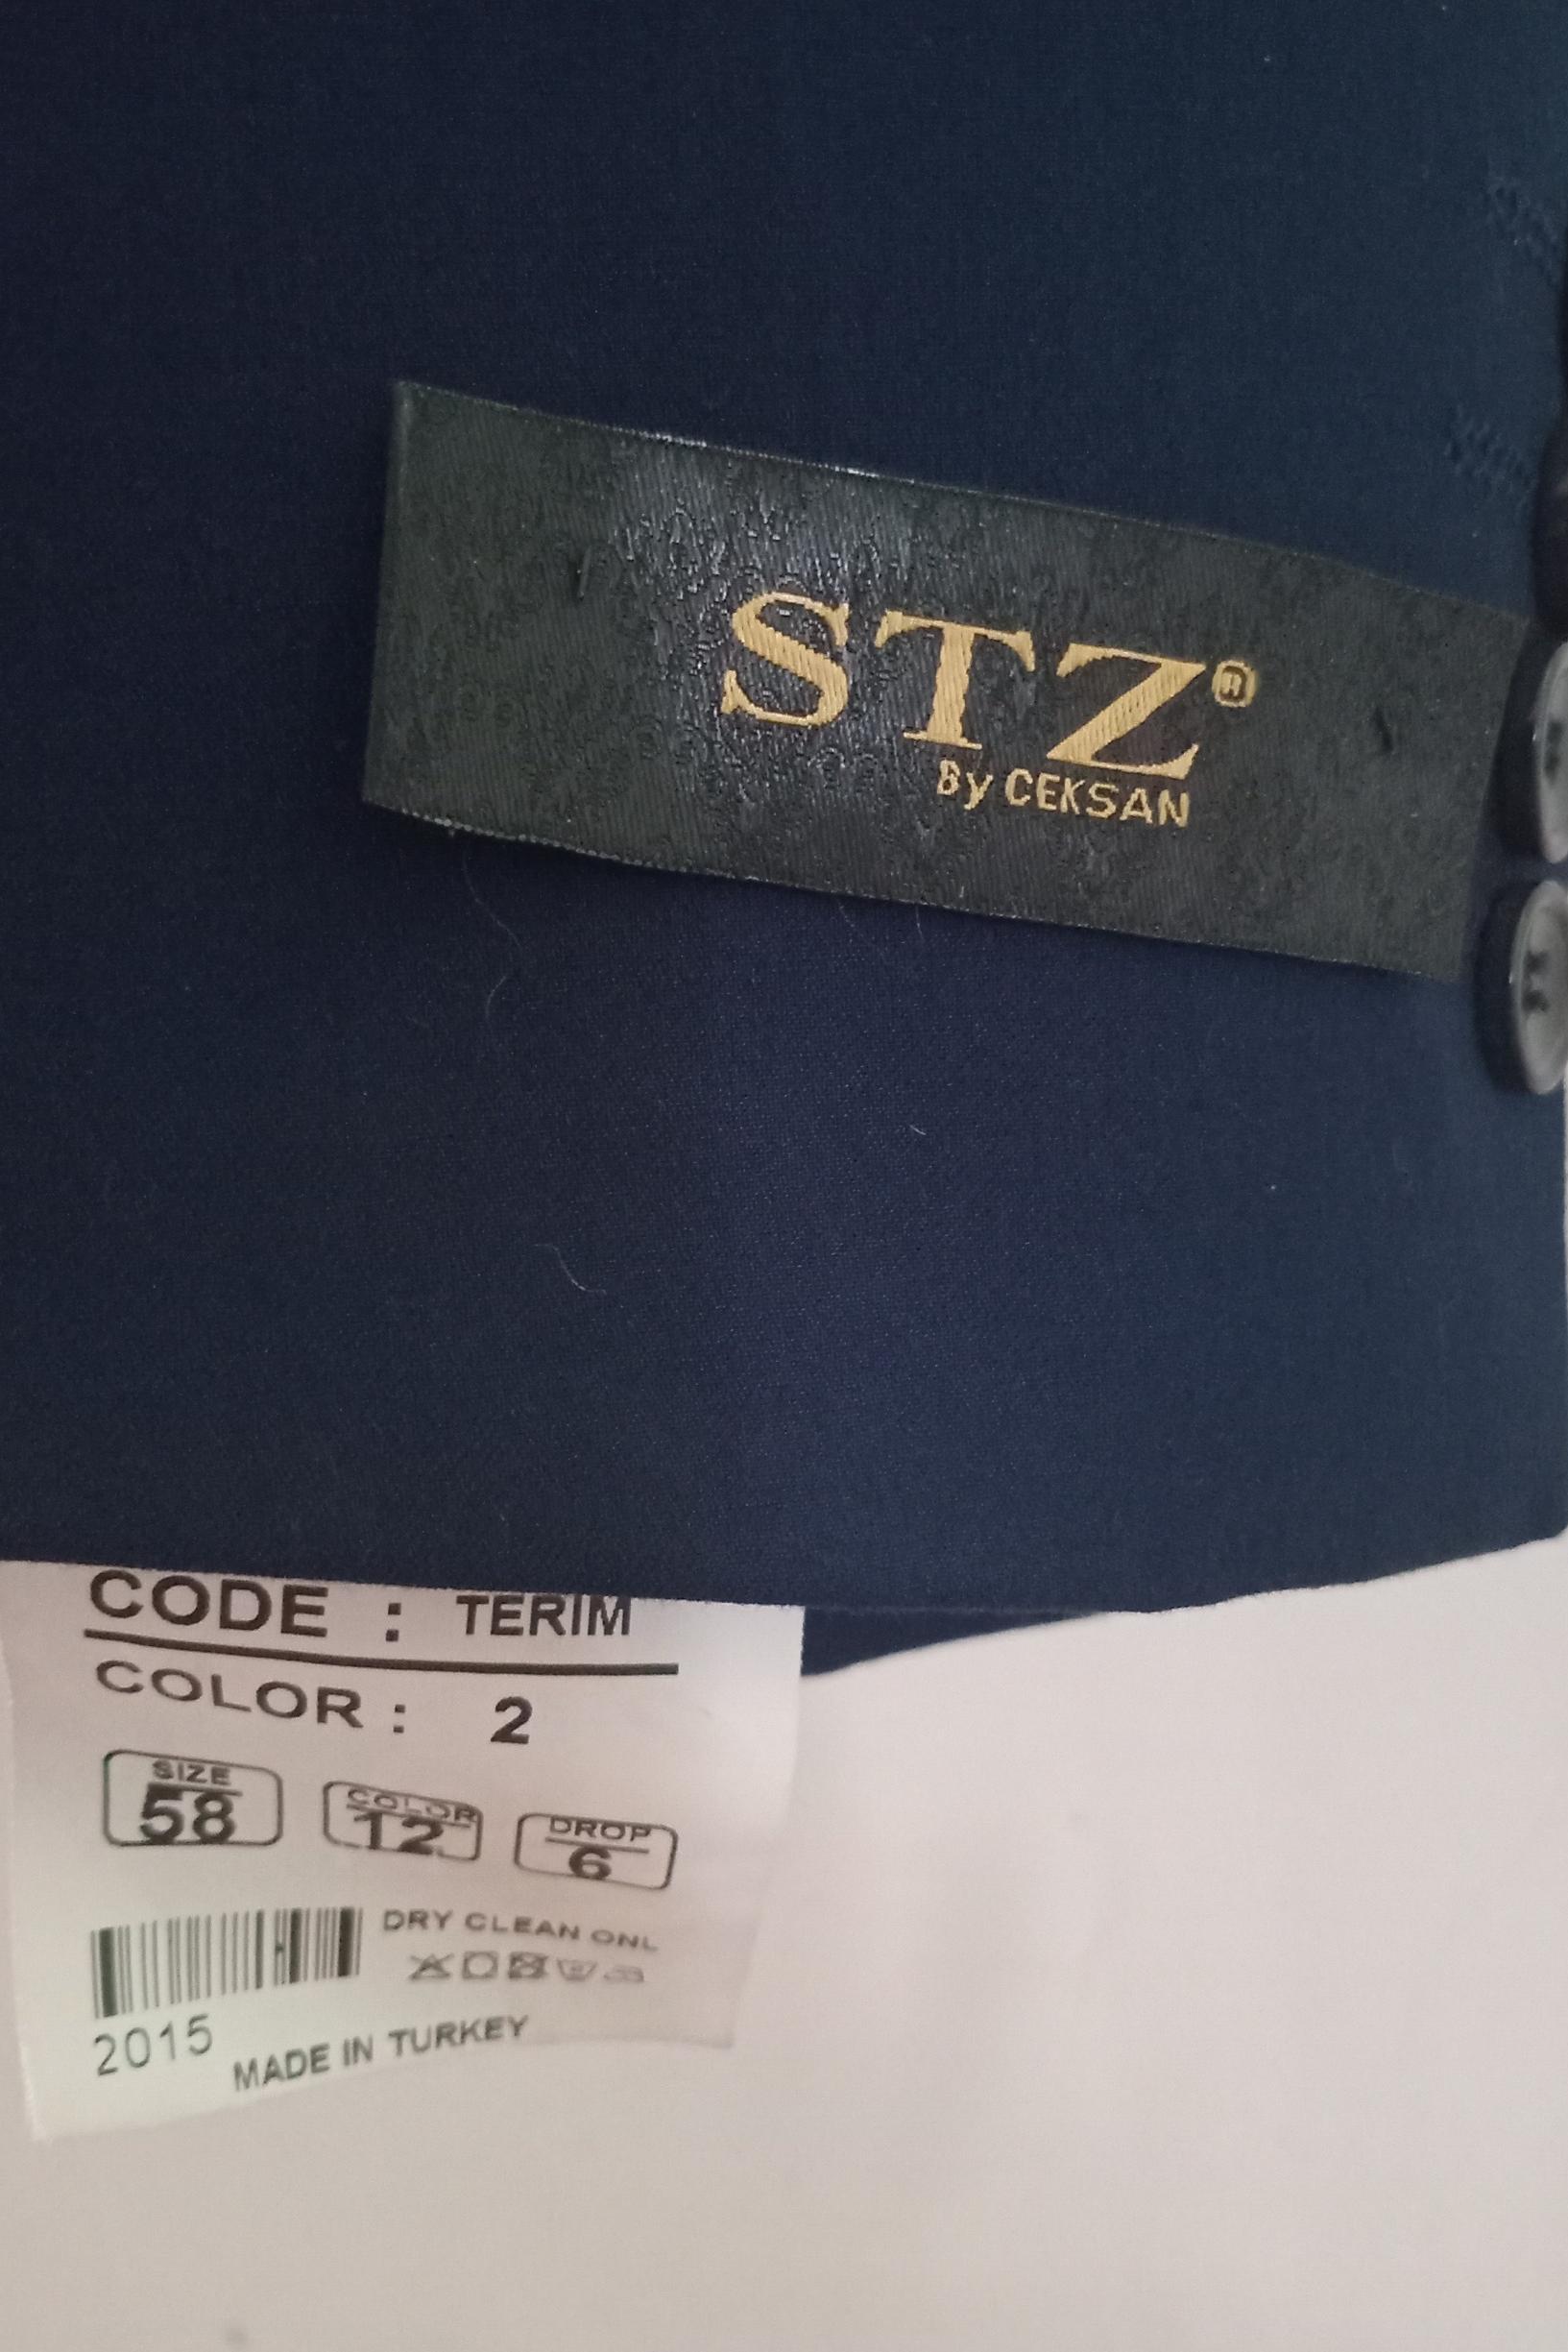 STZ®
By CEKSAN
CODE : TERIM
COLOR : 2
SIZE
58
COLOR
12
DROP
6
DRY CLEAN ONL
2015
MADE IN TURKEY